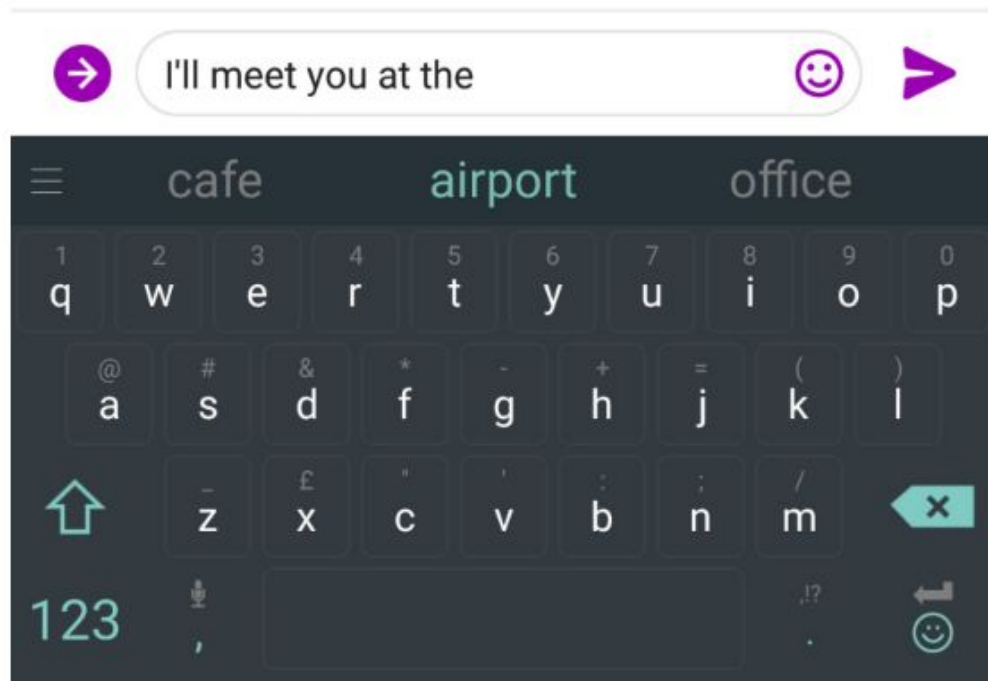 I'll meet you at the
cafe airport office
1 2 3 4 5 6 7 8 9 0
q w e r t y u i o p
@ # & * - + = ( )
a s d f g h j k l
_ £ " ' : ; /
z x c v b n m
123 , ,!? .